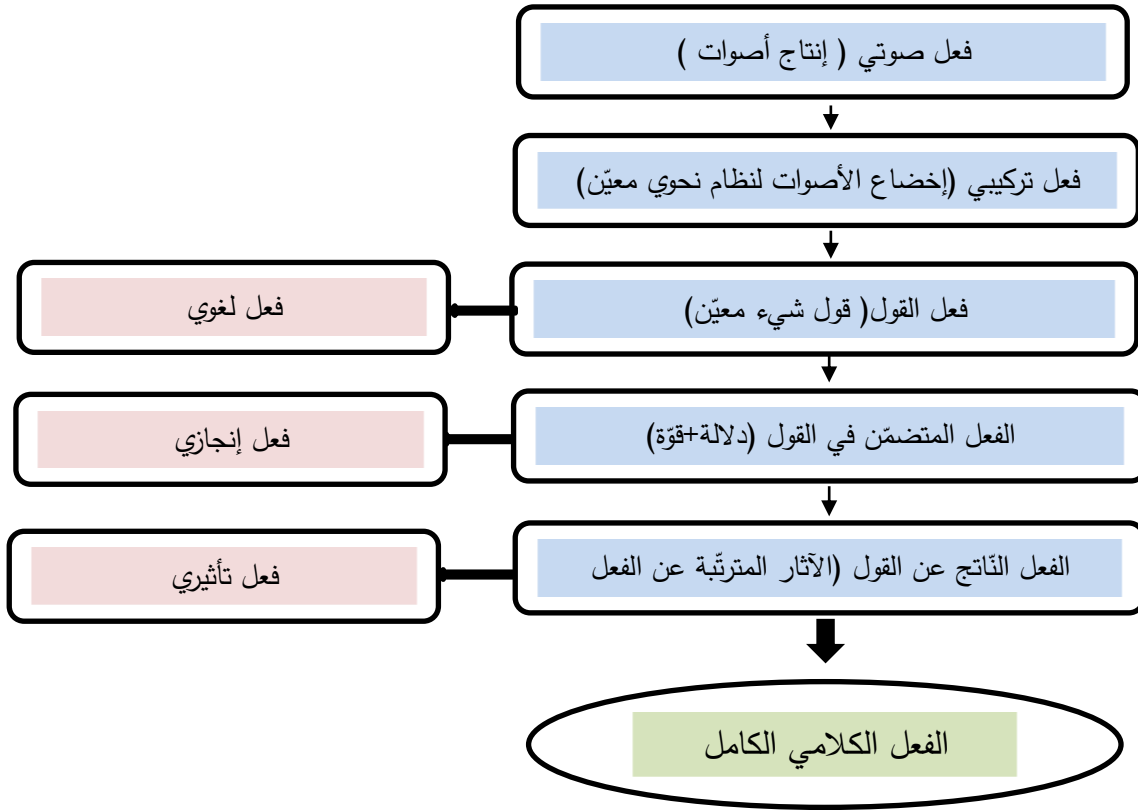 فعل صوتي ( إنتاج أصوات )
فعل تركيبي (إخضاع الأصوات لنظام نحوي معيّن)
فعل القول( قول شيء معيّن)
فعل لغوي
الفعل المتضمّن في القول (دلالة+قوّة)
فعل إنجازي
الفعل النّاتج عن القول (الآثار المترتّبة عن الفعل
فعل تأثيري
الفعل الكلامي الكامل